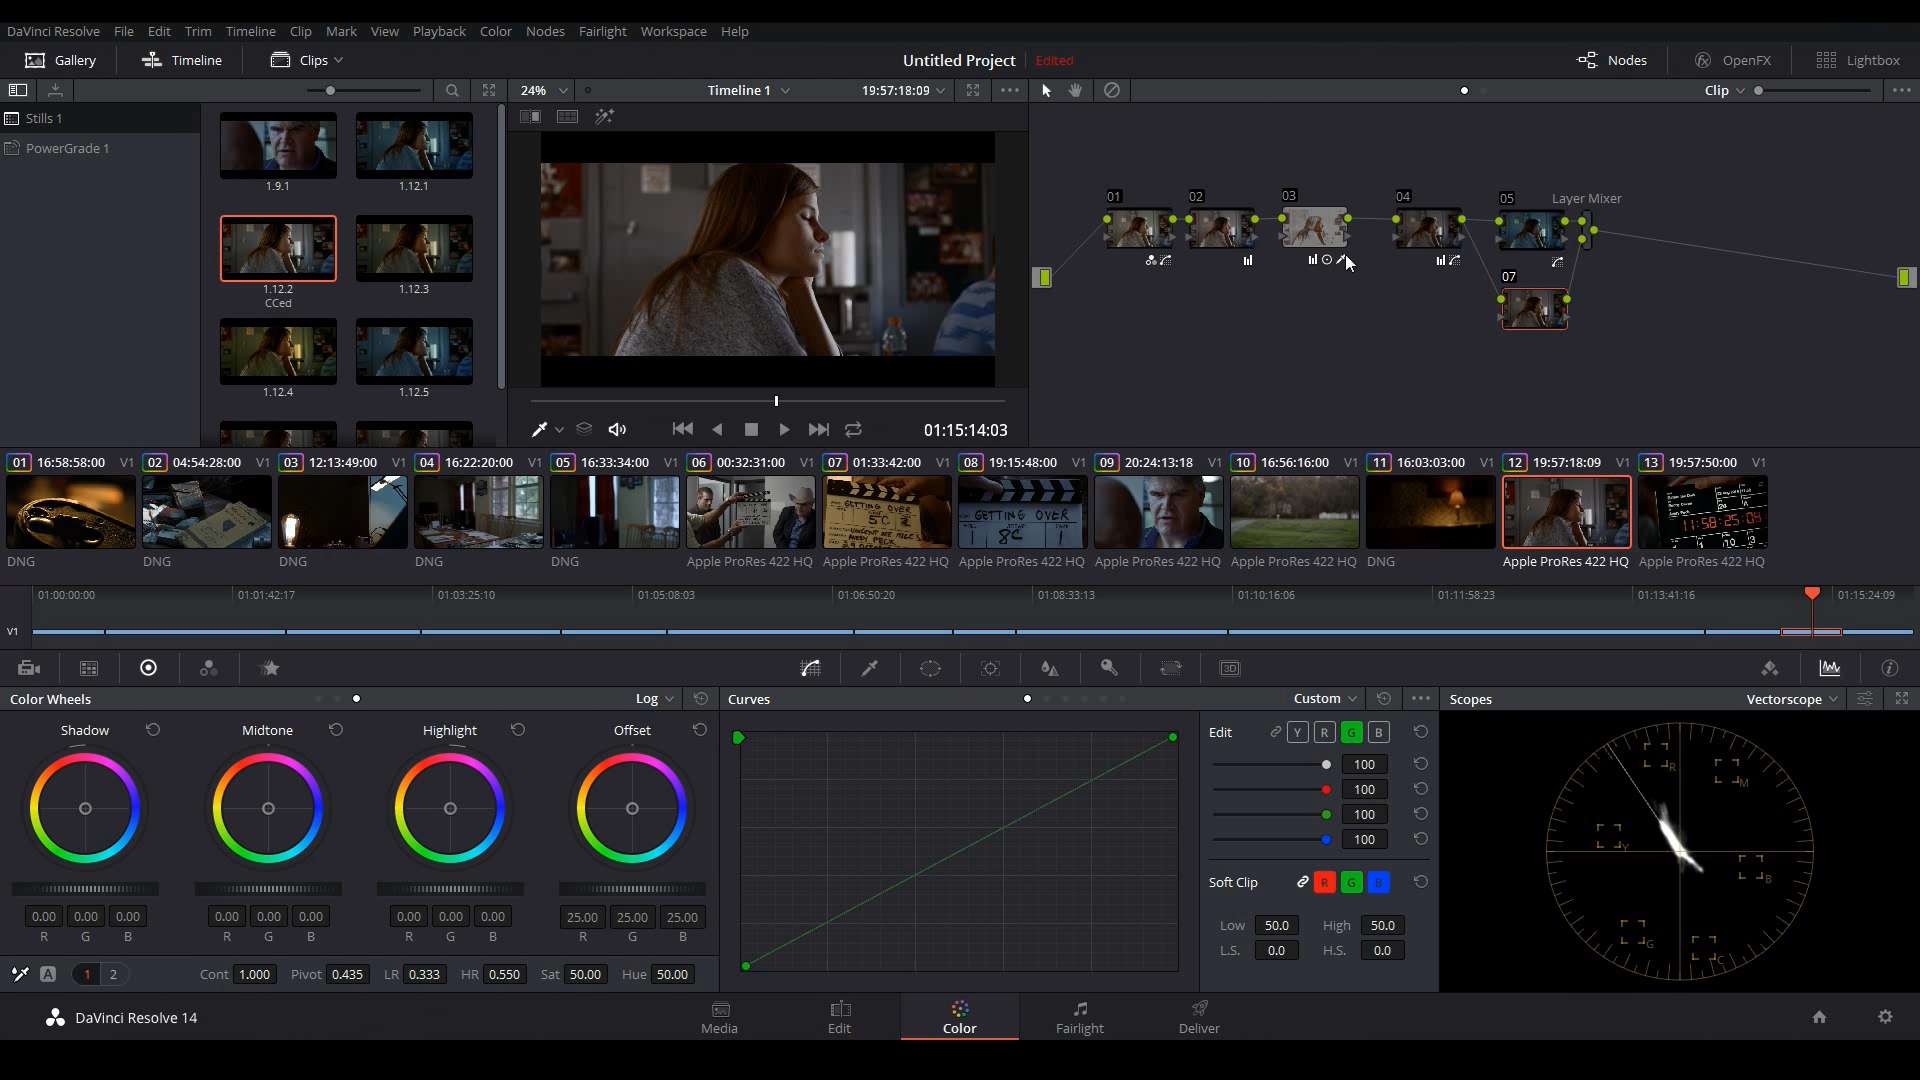 DaVinci Resolve File Edit Trim Timeline Clip Mark View Playback Color Nodes Fairlight Workspace Help
Gallery Timeline Clips Untitled Project Edited Nodes OpenFX Lightbox
24% Timeline 1 19:57:18:09 Clip
Stills 1
PowerGrade 1
1.9.1 1.12.1
1.12.2 1.12.3
CCed
1.12.4 1.12.5
01 02 03 04 05 Layer Mixer
07
01:15:14:03
01 16:58:58:00 V1 02 04:54:28:00 V1 03 12:13:49:00 V1 04 16:22:20:00 V1 05 16:33:34:00 V1 06 00:32:31:00 V1 07 01:33:42:00 V1 08 19:15:48:00 V1 09 20:24:13:18 V1 10 16:56:16:00 V1 11 16:03:03:00 V1 12 19:57:18:09 V1 13 19:57:50:00 V1
GETTING OVER
5C 2
GETTING OVER
8C 1
11:58:25:04
DNG DNG DNG DNG DNG Apple ProRes 422 HQ Apple ProRes 422 HQ Apple ProRes 422 HQ Apple ProRes 422 HQ Apple ProRes 422 HQ DNG Apple ProRes 422 HQ Apple ProRes 422 HQ
01:00:00:00 01:01:42:17 01:03:25:10 01:05:08:03 01:06:50:20 01:08:33:13 01:10:16:06 01:11:58:23 01:13:41:16 01:15:24:09
V1
3D
Color Wheels Log Curves Custom Scopes Vectorscope
Shadow Midtone Highlight Offset
Edit Y R G B
100
100
100
100
Soft Clip R G B
Low 50.0 High 50.0
L.S. 0.0 H.S. 0.0
R M Y B G C
0.00 0.00 0.00 0.00 0.00 0.00 0.00 0.00 0.00 25.00 25.00 25.00
R G B R G B R G B R G B
A 1 2 Cont 1.000 Pivot 0.435 LR 0.333 HR 0.550 Sat 50.00 Hue 50.00
DaVinci Resolve 14 Media Edit Color Fairlight Deliver